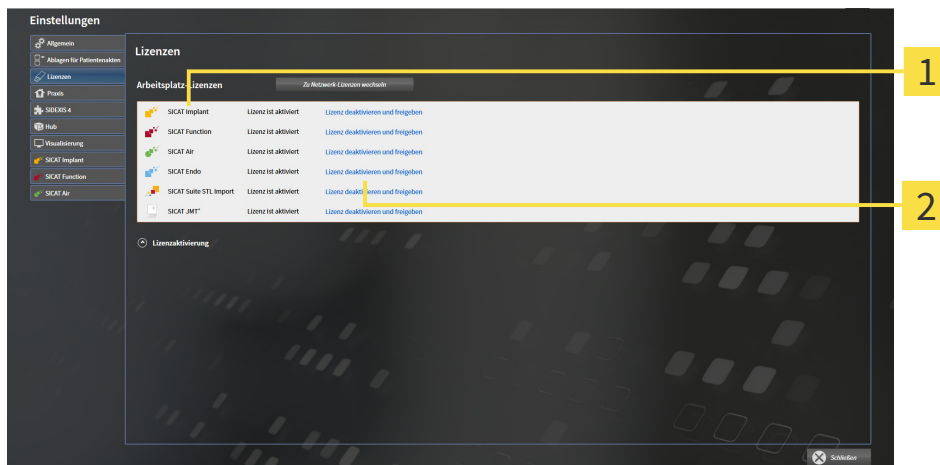 Einstellungen
Allgemein
Ablagen für Patientenakten
Lizenzen
Praxis
SIDEXIS 4
Hub
Visualisierung
SICAT Implant
SICAT Function
SICAT Air
Lizenzen
Arbeitsplatz-Lizenzen Zu Netzwerk-Lizenzen wechseln
SICAT Implant Lizenz ist aktiviert Lizenz deaktivieren und freigeben
SICAT Function Lizenz ist aktiviert Lizenz deaktivieren und freigeben
SICAT Air Lizenz ist aktiviert Lizenz deaktivieren und freigeben
SICAT Endo Lizenz ist aktiviert Lizenz deaktivieren und freigeben
SICAT Suite STL Import Lizenz ist aktiviert Lizenz deaktivieren und freigeben
SICAT JMT⁺ Lizenz ist aktiviert Lizenz deaktivieren und freigeben
Lizenzaktivierung
Schließen
1
2